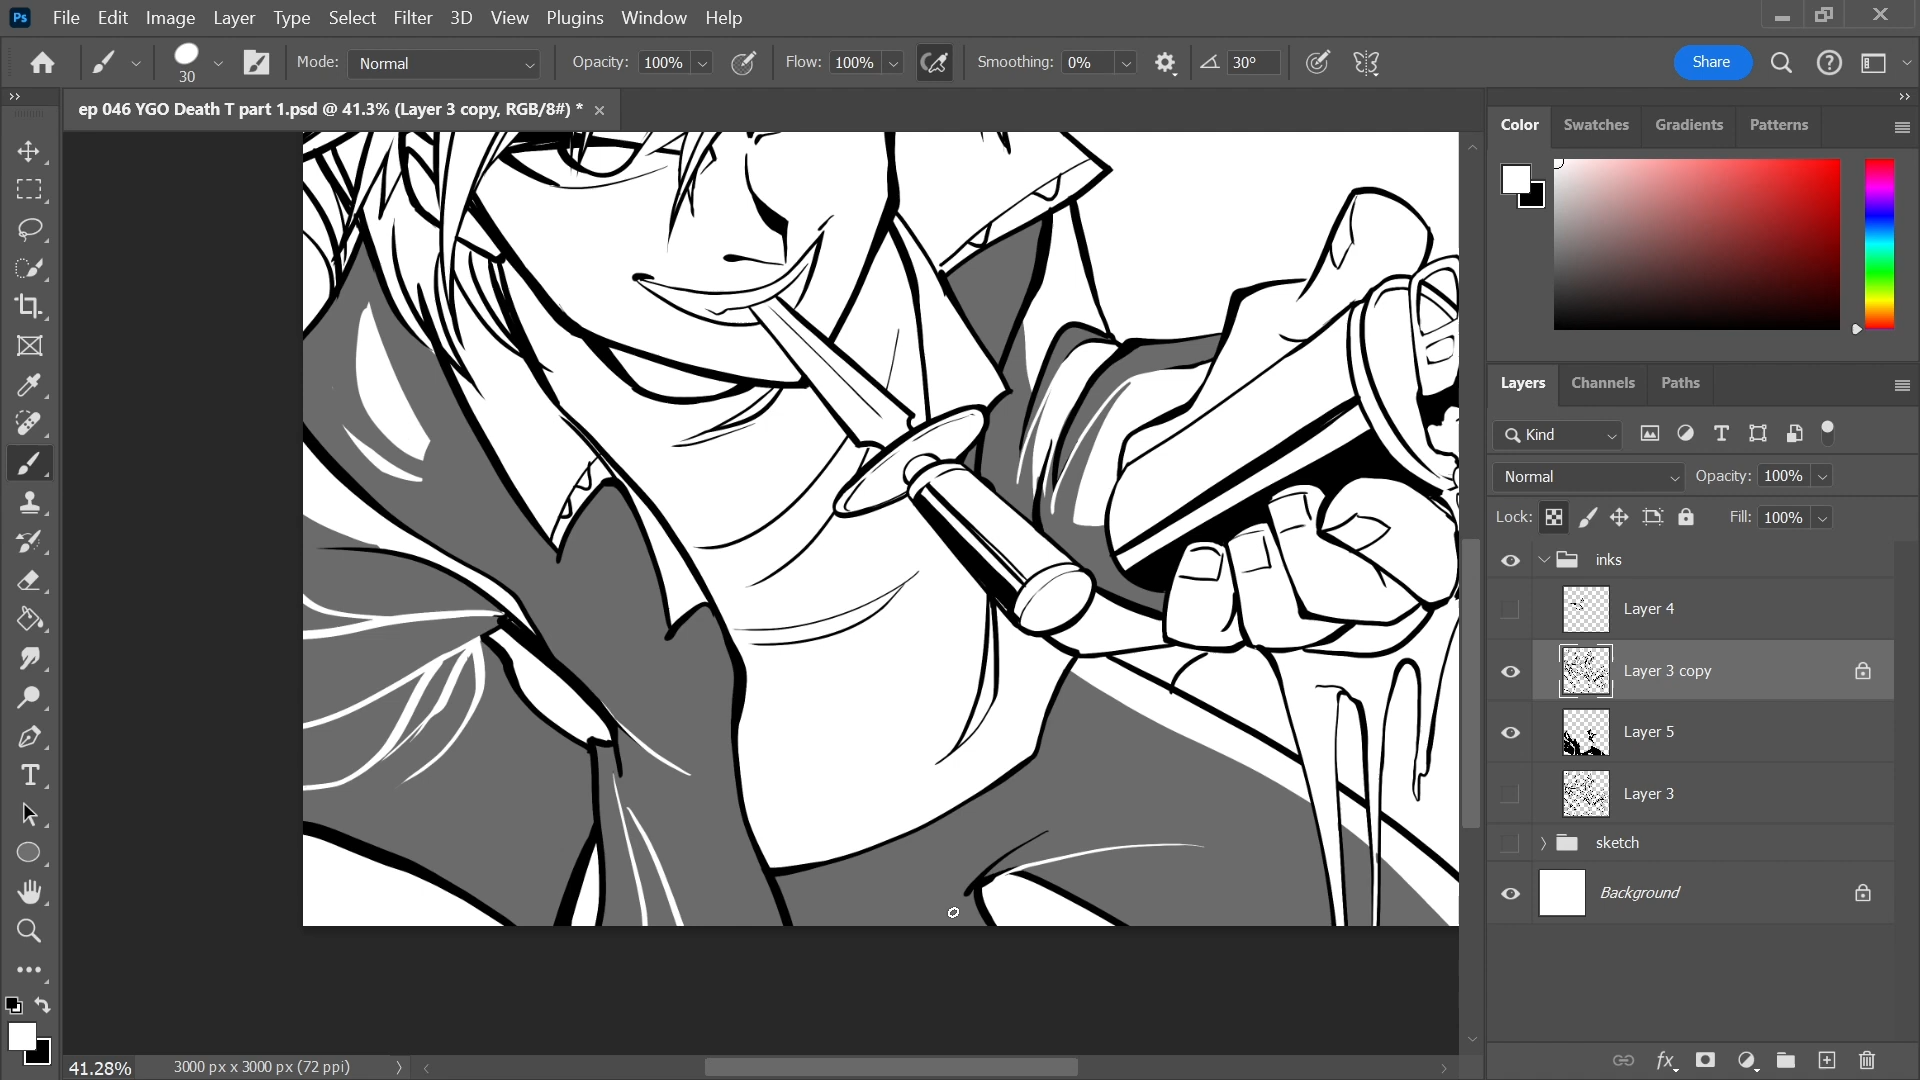 Ps File Edit Image Layer Type Select Filter 3D View Plugins Window Help
30 Mode: Normal Opacity: 100% Flow: 100% Smoothing: 0% 30° Share
ep 046 YGO Death T part 1.psd @ 41.3% (Layer 3 copy, RGB/8#) *
Color Swatches Gradients Patterns
Layers Channels Paths
Kind
Normal Opacity: 100%
Lock: Fill: 100%
inks
Layer 4
Layer 3 copy
Layer 5
Layer 3
sketch
Background
41.28% 3000 px x 3000 px (72 ppi)